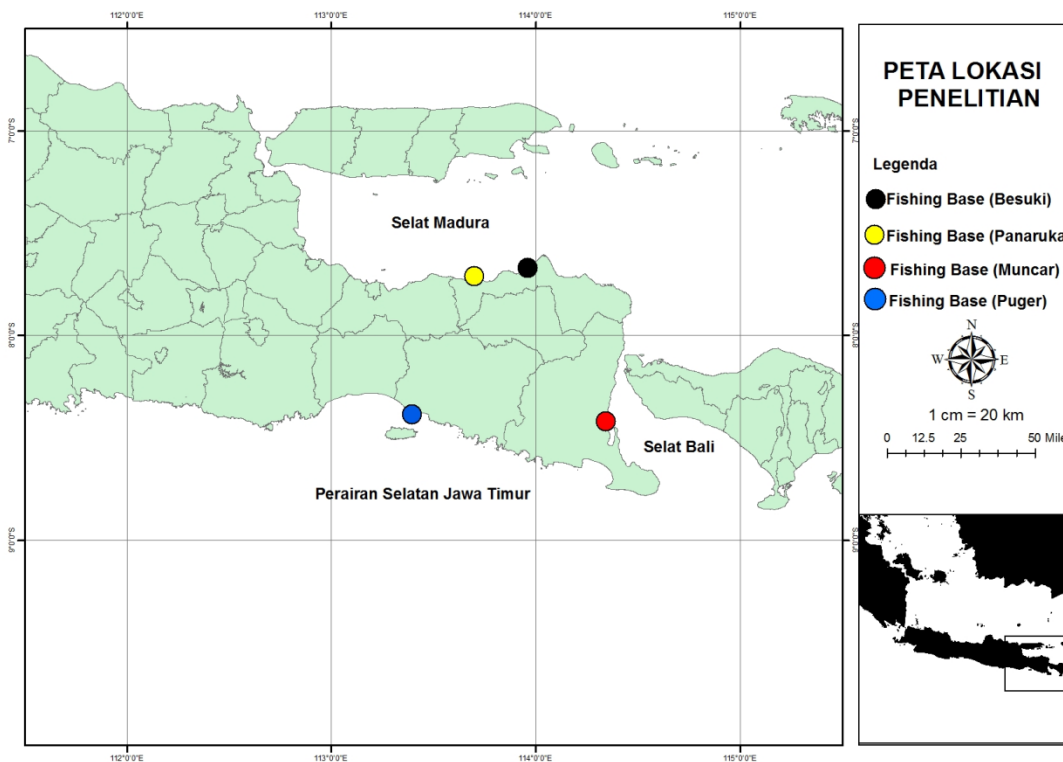 112°0'0"E 113°0'0"E 114°0'0"E 115°0'0"E
7°0'0"S 7°0'0"S
8°0'0"S 8°0'0"S
9°0'0"S 9°0'0"S
Selat Madura
Selat Bali
Perairan Selatan Jawa Timur
112°0'0"E 113°0'0"E 114°0'0"E 115°0'0"E
PETA LOKASI
PENELITIAN
Legenda
Fishing Base (Besuki)
Fishing Base (Panaruka
Fishing Base (Muncar)
Fishing Base (Puger)
N
W E
S
1 cm = 20 km
0 12.5 25 50 Mile